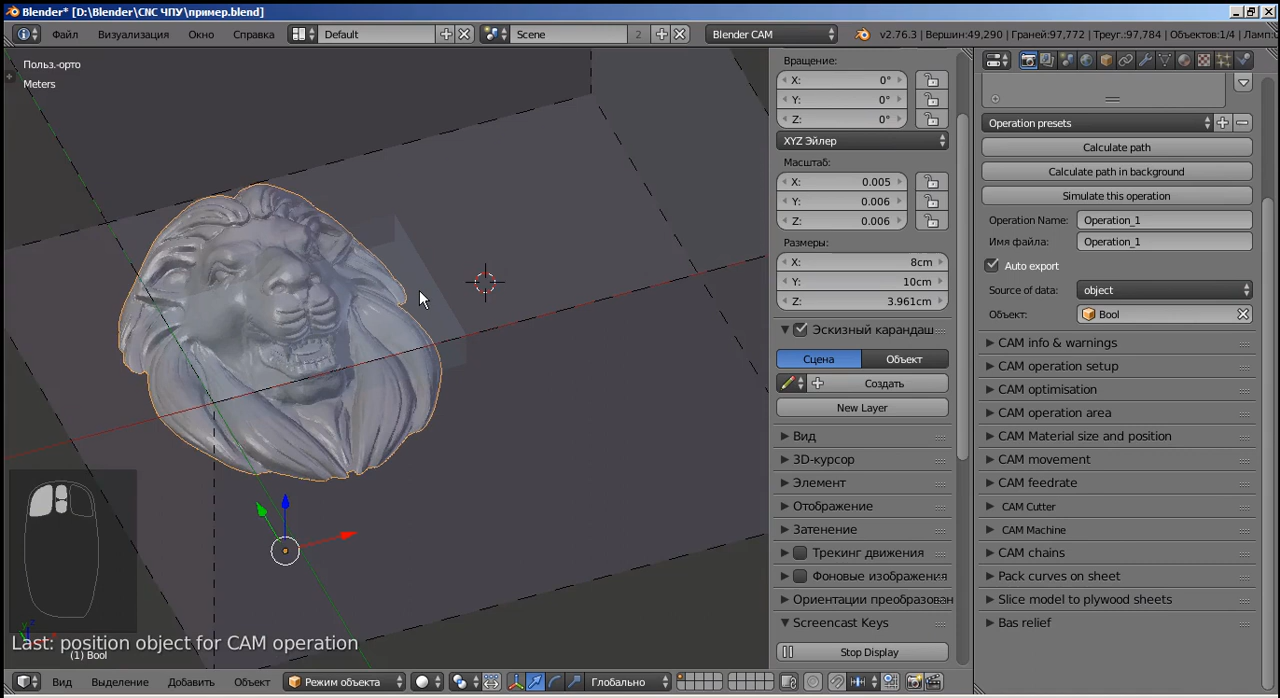 Blender* [D:\Blender\CNC ЧПУ\пример.blend]
Файл Визуализация Окно Справка Default Scene 2 Blender CAM v2.76.3 | Вершин:49,290 | Граней:97,772 | Треуг.:97,784 | Объектов:1/4 | Ламп:
Польз.-орто
Meters
Вращение:
X: 0°
Y: 0°
Z: 0°
XYZ Эйлер
Масштаб:
X: 0.005
Y: 0.006
Z: 0.006
Размеры:
X: 8cm
Y: 10cm
Z: 3.961cm
Эскизный карандаш
Сцена Объект
Создать
New Layer
Вид
3D-курсор
Элемент
Отображение
Затенение
Трекинг движения
Фоновые изображения
Ориентации преобразован
Screencast Keys
Stop Display
Operation presets
Calculate path
Calculate path in background
Simulate this operation
Operation Name: Operation_1
Имя файла: Operation_1
Auto export
Source of data: object
Объект: Bool
CAM info & warnings
CAM operation setup
CAM optimisation
CAM operation area
CAM Material size and position
CAM movement
CAM feedrate
CAM Cutter
CAM Machine
CAM chains
Pack curves on sheet
Slice model to plywood sheets
Bas relief
Last: position object for CAM operation
(1) Bool
Вид Выделение Добавить Объект Режим объекта Глобально